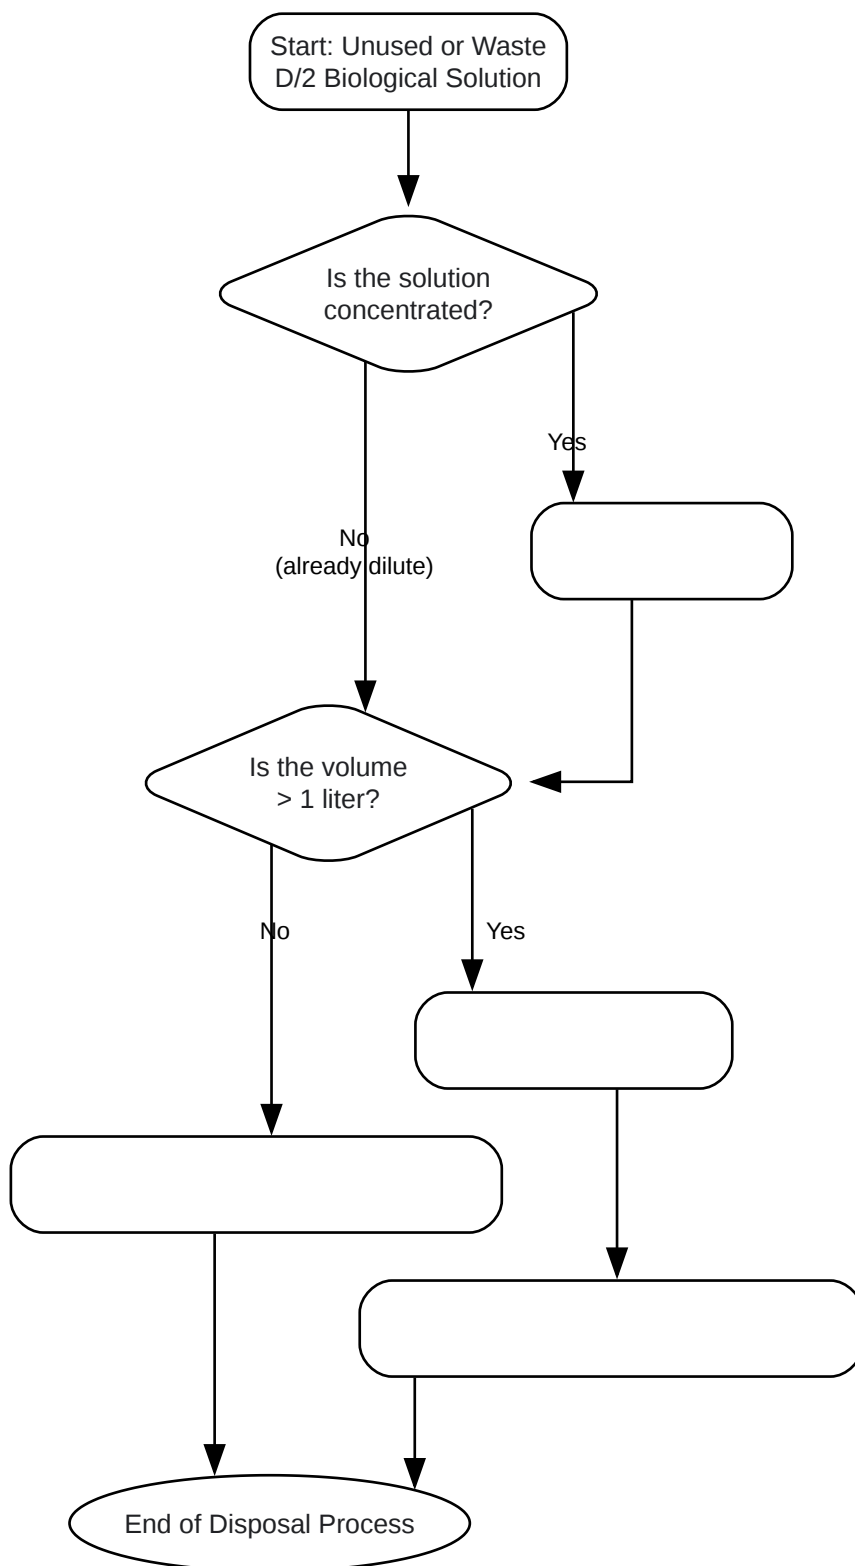 Start: Unused or Waste
D/2 Biological Solution
Is the solution
concentrated?
Yes
No
(already dilute)
Is the volume
> 1 liter?
No
Yes
End of Disposal Process